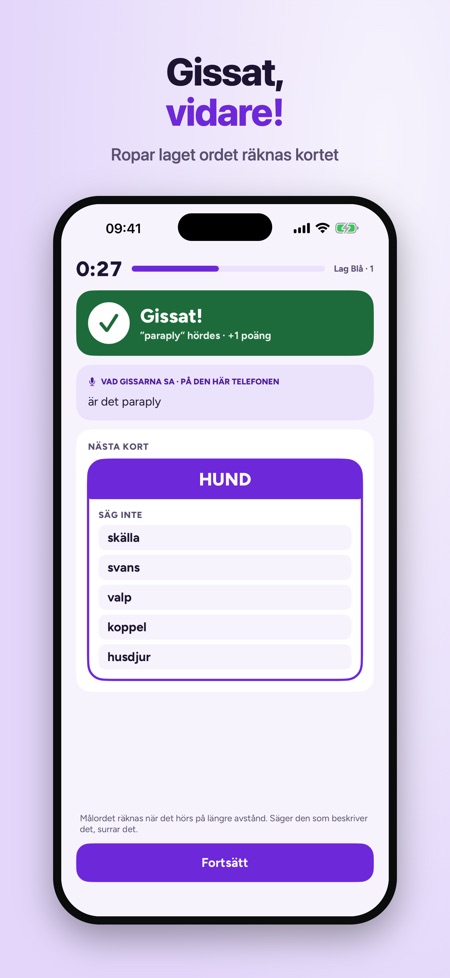 Gissat,
vidare!
Ropar laget ordet räknas kortet
09:41
0:27
Lag Blå · 1
Gissat!
”paraply” hördes · +1 poäng
VAD GISSARNA SA · PÅ DEN HÄR TELEFONEN
är det paraply
NÄSTA KORT
HUND
SÄG INTE
skälla
svans
valp
koppel
husdjur
Målordet räknas när det hörs på längre avstånd. Säger den som beskriver
det, surrar det.
Fortsätt